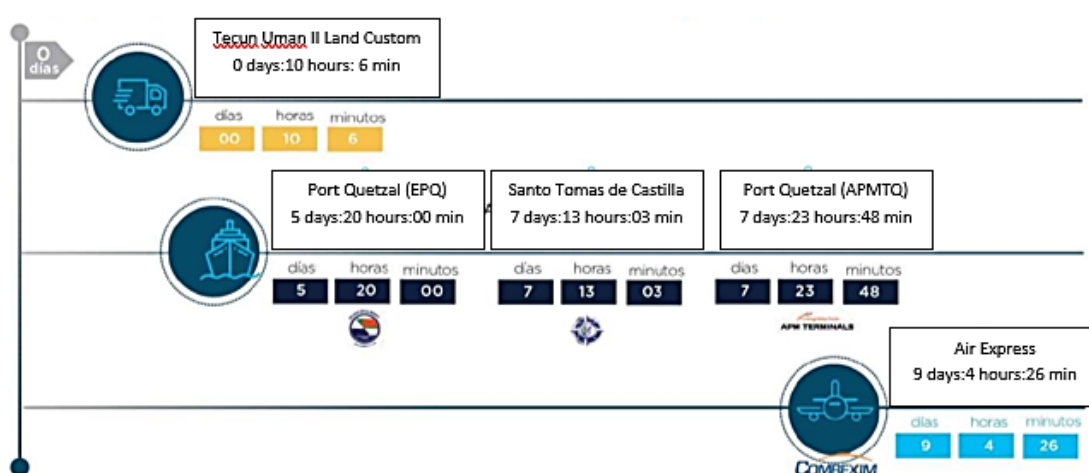 0
días
Tecun Uman II Land Custom
0 days:10 hours: 6 min
días horas minutos
00 10 6
Port Quetzal (EPQ)
5 days:20 hours:00 min
Santo Tomas de Castilla
7 days:13 hours:03 min
Port Quetzal (APMTQ)
7 days:23 hours:48 min
días horas minutos
5 20 00
días horas minutos
7 13 03
días horas minutos
7 23 48
APM TERMINALS
Air Express
9 days:4 hours:26 min
días horas minutos
9 4 26
COMBEXIM